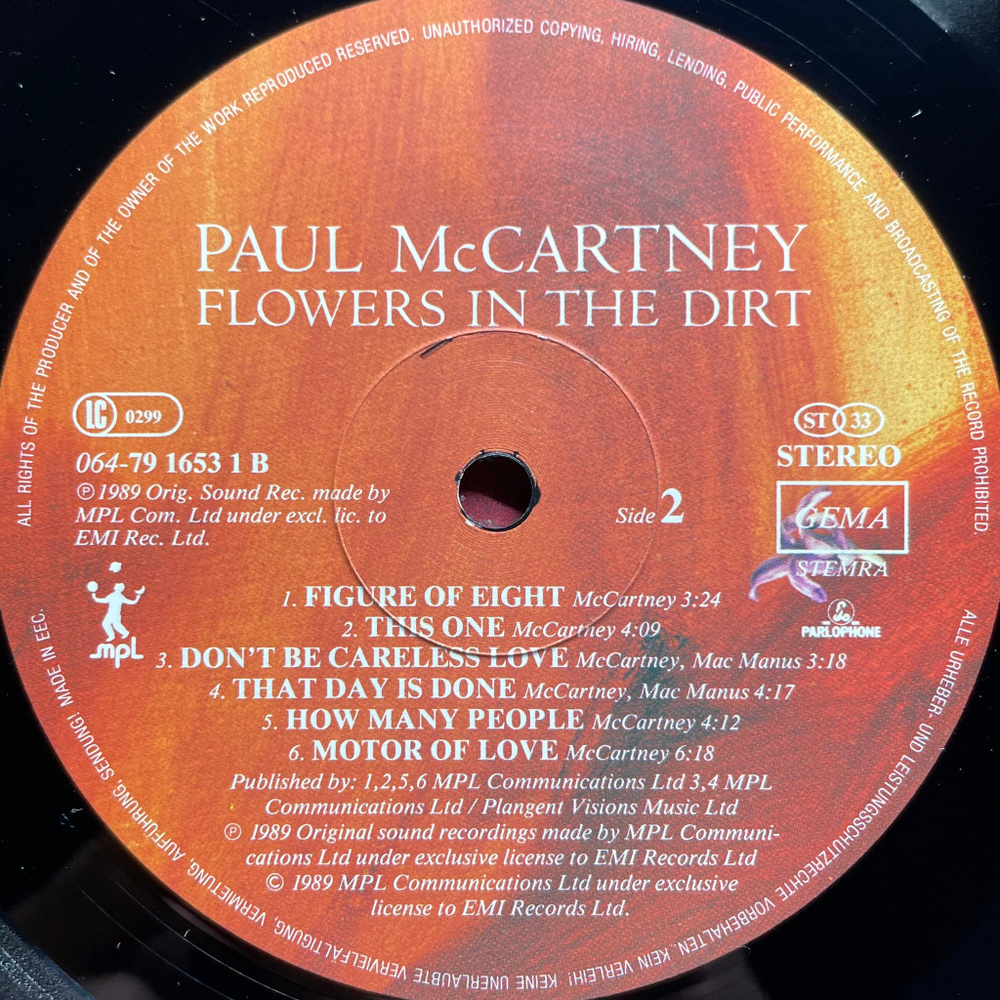 ALL RIGHTS OF THE PRODUCER AND OF THE OWNER OF THE WORK REPRODUCED RESERVED. UNAUTHORIZED COPYING, HIRING, LENDING, PUBLIC PERFORMANCE AND BROADCASTING OF THE RECORD PROHIBITED.
PAUL McCARTNEY
FLOWERS IN THE DIRT
LC 0299
064-79 1653 1 B
℗ 1989 Orig. Sound Rec. made by
MPL Com. Ltd under excl. lic. to
EMI Rec. Ltd.
mpl
ST 33
STEREO
Side 2
GEMA
STEMRA
PARLOPHONE
1. FIGURE OF EIGHT McCartney 3:24
2. THIS ONE McCartney 4:09
3. DON'T BE CARELESS LOVE McCartney, Mac Manus 3:18
4. THAT DAY IS DONE McCartney, Mac Manus 4:17
5. HOW MANY PEOPLE McCartney 4:12
6. MOTOR OF LOVE McCartney 6:18
Published by: 1,2,5,6 MPL Communications Ltd 3,4 MPL
Communications Ltd / Plangent Visions Music Ltd
℗ 1989 Original sound recordings made by MPL Communi-
cations Ltd under exclusive license to EMI Records Ltd
© 1989 MPL Communications Ltd under exclusive
license to EMI Records Ltd.
ALLE URHEBER- UND LEISTUNGSSCHUTZRECHTE VORBEHALTEN. KEIN VERLEIH! KEINE UNERLAUBTE VERVIELFÄLTIGUNG, VERMIETUNG, AUFFÜHRUNG, SENDUNG! MADE IN EEC.